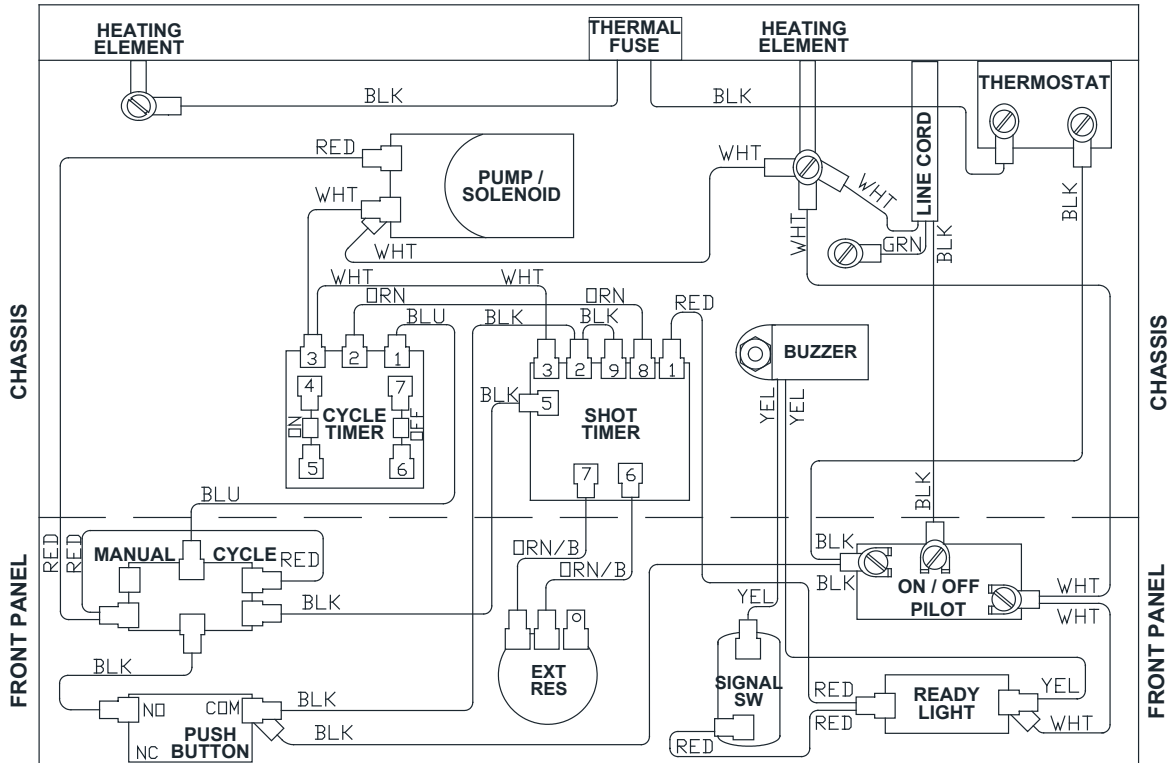 HEATING
ELEMENT
THERMAL
FUSE
HEATING
ELEMENT
THERMOSTAT
BLK
BLK
RED
PUMP /
SOLENOID
WHT
WHT
LINE CORD
WHT
WHT
WHT
GRN
BLK
BLK
WHT
CHASSIS
CHASSIS
WHT
WHT
ORN
ORN
RED
BLU
BLK
BLK
3
2
1
3
2
9
8
1
BUZZER
4
7
BLK
5
ON
CYCLE
TIMER
OFF
SHOT
TIMER
YEL
YEL
5
6
7
6
BLU
BLK
FRONT PANEL
FRONT PANEL
RED
RED
MANUAL
CYCLE
RED
ORN/B
ORN/B
BLK
BLK
ON / OFF
PILOT
WHT
WHT
BLK
YEL
BLK
EXT
RES
SIGNAL
SW
RED
RED
READY
LIGHT
YEL
WHT
NO
COM
BLK
PUSH
BUTTON
NC
BLK
RED